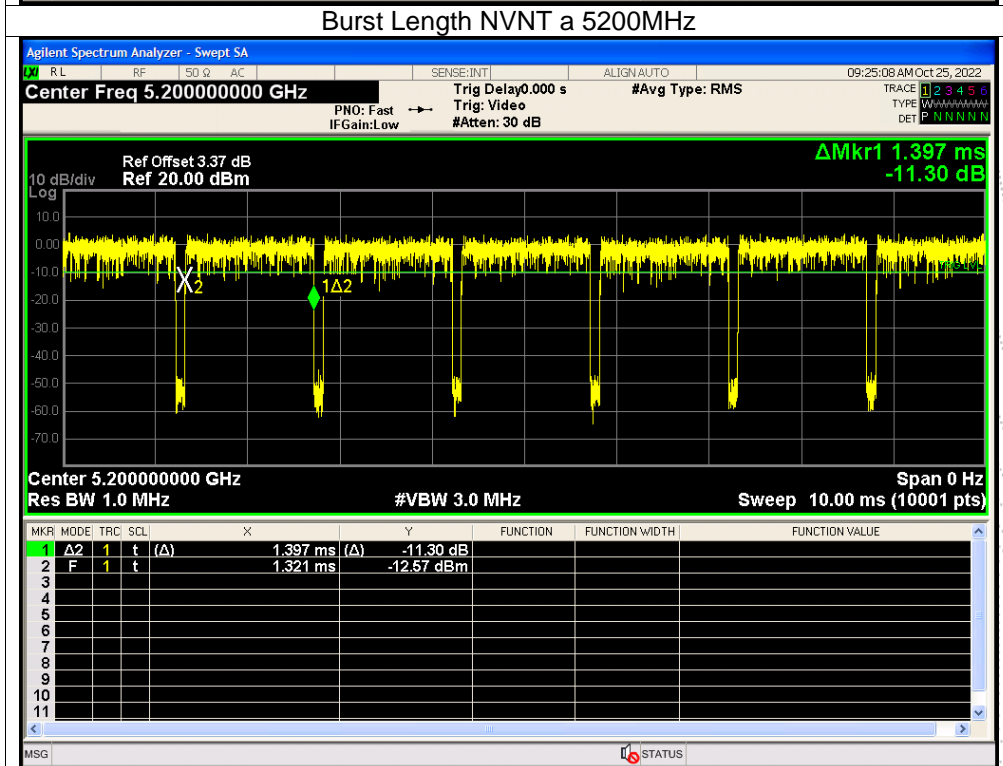 Burst Length NVNT a 5200MHz
Agilent Spectrum Analyzer - Swept SA
LXI RL RF 50 Ω AC SENSE:INT ALIGN AUTO 09:25:08 AM Oct 25, 2022
Center Freq 5.200000000 GHz Trig Delay0.000 s #Avg Type: RMS TRACE 1 2 3 4 5 6
PNO: Fast Trig: Video TYPE W
IFGain:Low #Atten: 30 dB DET P N N N N N
ΔMkr1 1.397 ms
-11.30 dB
Ref Offset 3.37 dB
10 dB/div Ref 20.00 dBm
Log
10.0
0.00
-10.0
X2 1Δ2
-20.0
-30.0
-40.0
-50.0
-60.0
-70.0
Center 5.200000000 GHz Span 0 Hz
Res BW 1.0 MHz #VBW 3.0 MHz Sweep 10.00 ms (10001 pts)
MKR MODE TRC SCL X Y FUNCTION FUNCTION WIDTH FUNCTION VALUE
1 Δ2 1 t (Δ) 1.397 ms (Δ) -11.30 dB
2 F 1 t 1.321 ms -12.57 dBm
3
4
5
6
7
8
9
10
11
MSG STATUS